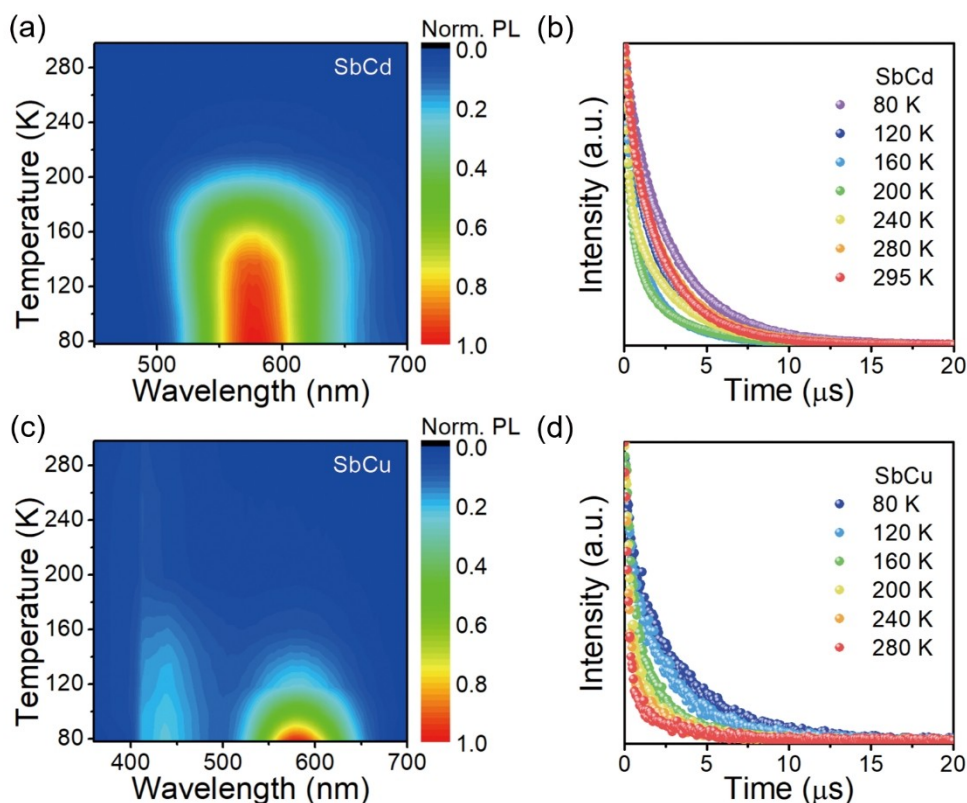 (a)
Norm. PL
SbCd
280
240
200
160
120
80
Temperature (K)
500 600 700
Wavelength (nm)
0.0
0.2
0.4
0.6
0.8
1.0
(b)
SbCd
80 K
120 K
160 K
200 K
240 K
280 K
295 K
Intensity (a.u.)
0 5 10 15 20
Time (μs)
(c)
Norm. PL
SbCu
280
240
200
160
120
80
Temperature (K)
400 500 600 700
Wavelength (nm)
0.0
0.2
0.4
0.6
0.8
1.0
(d)
SbCu
80 K
120 K
160 K
200 K
240 K
280 K
Intensity (a.u.)
0 5 10 15 20
Time (μs)